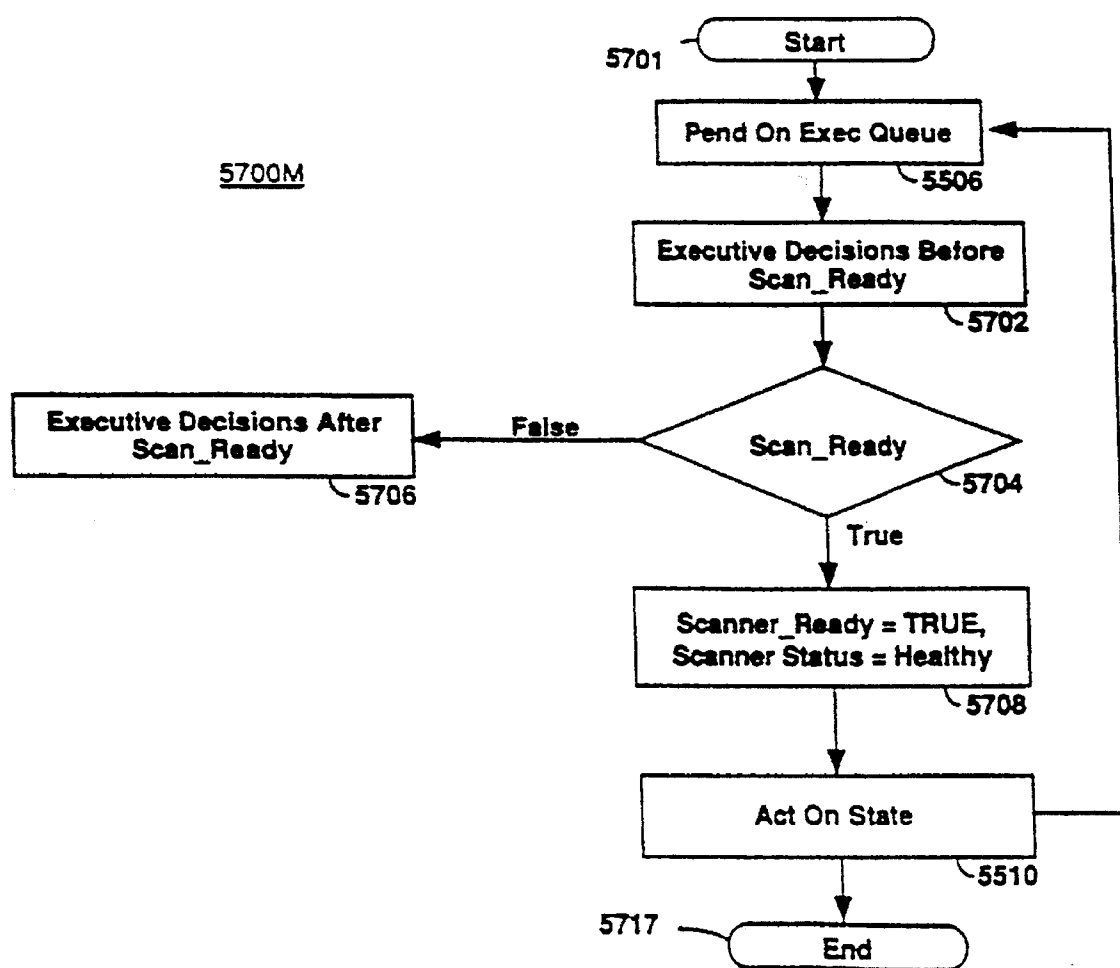 Start
5701
Pend On Exec Queue
5506
5700M
Executive Decisions Before
Scan_Ready
5702
Executive Decisions After
Scan_Ready
5706
False
Scan_Ready
5704
True
Scanner_Ready = TRUE,
Scanner Status = Healthy
5708
Act On State
5510
5717
End